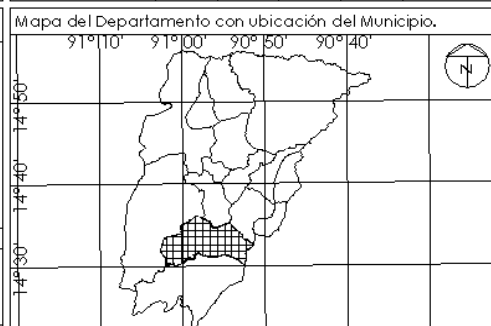 Mapa del Departamento con ubicación del Municipio.
91°10' 91°00' 90°50' 90°40'
N
14°50'
14°40'
14°30'